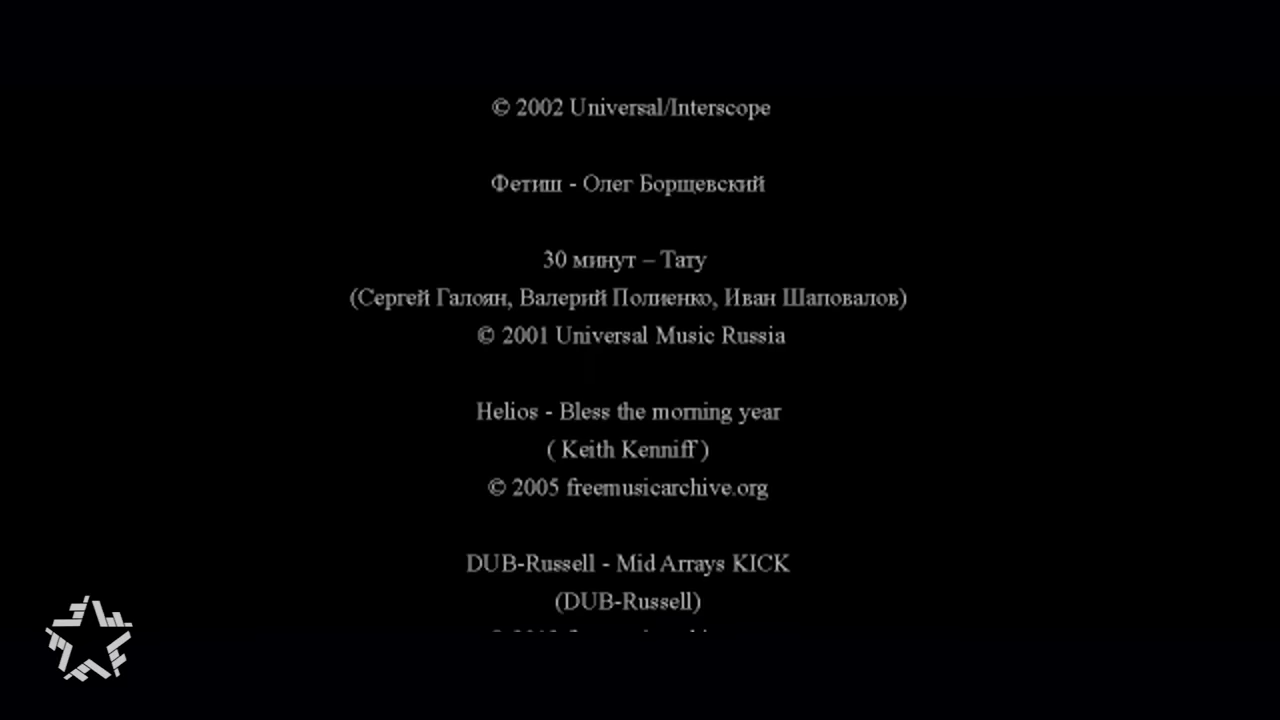 © 2002 Universal/Interscope
Фетиш - Олег Борщевский
30 минут – Тату
(Сергей Галоян, Валерий Полиенко, Иван Шаповалов)
© 2001 Universal Music Russia
Helios - Bless the morning year
( Keith Kenniff )
© 2005 freemusicarchive.org
DUB-Russell - Mid Arrays KICK
(DUB-Russell)